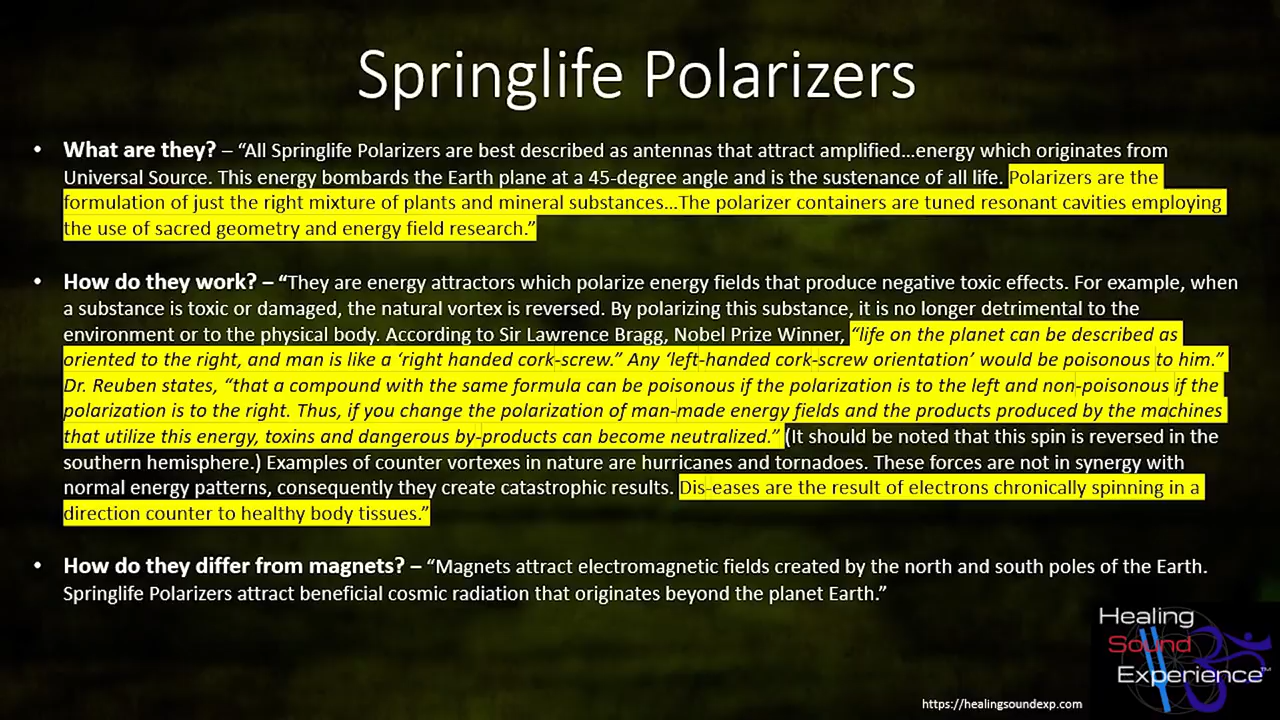 Springlife Polarizers
• What are they? – “All Springlife Polarizers are best described as antennas that attract amplified...energy which originates from
Universal Source. This energy bombards the Earth plane at a 45-degree angle and is the sustenance of all life. Polarizers are the
formulation of just the right mixture of plants and mineral substances...The polarizer containers are tuned resonant cavities employing
the use of sacred geometry and energy field research.”
• How do they work? – “They are energy attractors which polarize energy fields that produce negative toxic effects. For example, when
a substance is toxic or damaged, the natural vortex is reversed. By polarizing this substance, it is no longer detrimental to the
environment or to the physical body. According to Sir Lawrence Bragg, Nobel Prize Winner, “life on the planet can be described as
oriented to the right, and man is like a ‘right handed cork-screw.” Any ‘left-handed cork-screw orientation’ would be poisonous to him.”
Dr. Reuben states, “that a compound with the same formula can be poisonous if the polarization is to the left and non-poisonous if the
polarization is to the right. Thus, if you change the polarization of man-made energy fields and the products produced by the machines
that utilize this energy, toxins and dangerous by-products can become neutralized.” (It should be noted that this spin is reversed in the
southern hemisphere.) Examples of counter vortexes in nature are hurricanes and tornadoes. These forces are not in synergy with
normal energy patterns, consequently they create catastrophic results. Dis-eases are the result of electrons chronically spinning in a
direction counter to healthy body tissues.”
• How do they differ from magnets? – “Magnets attract electromagnetic fields created by the north and south poles of the Earth.
Springlife Polarizers attract beneficial cosmic radiation that originates beyond the planet Earth.”
Healing
Sound
Experience™
https://healingsoundexp.com